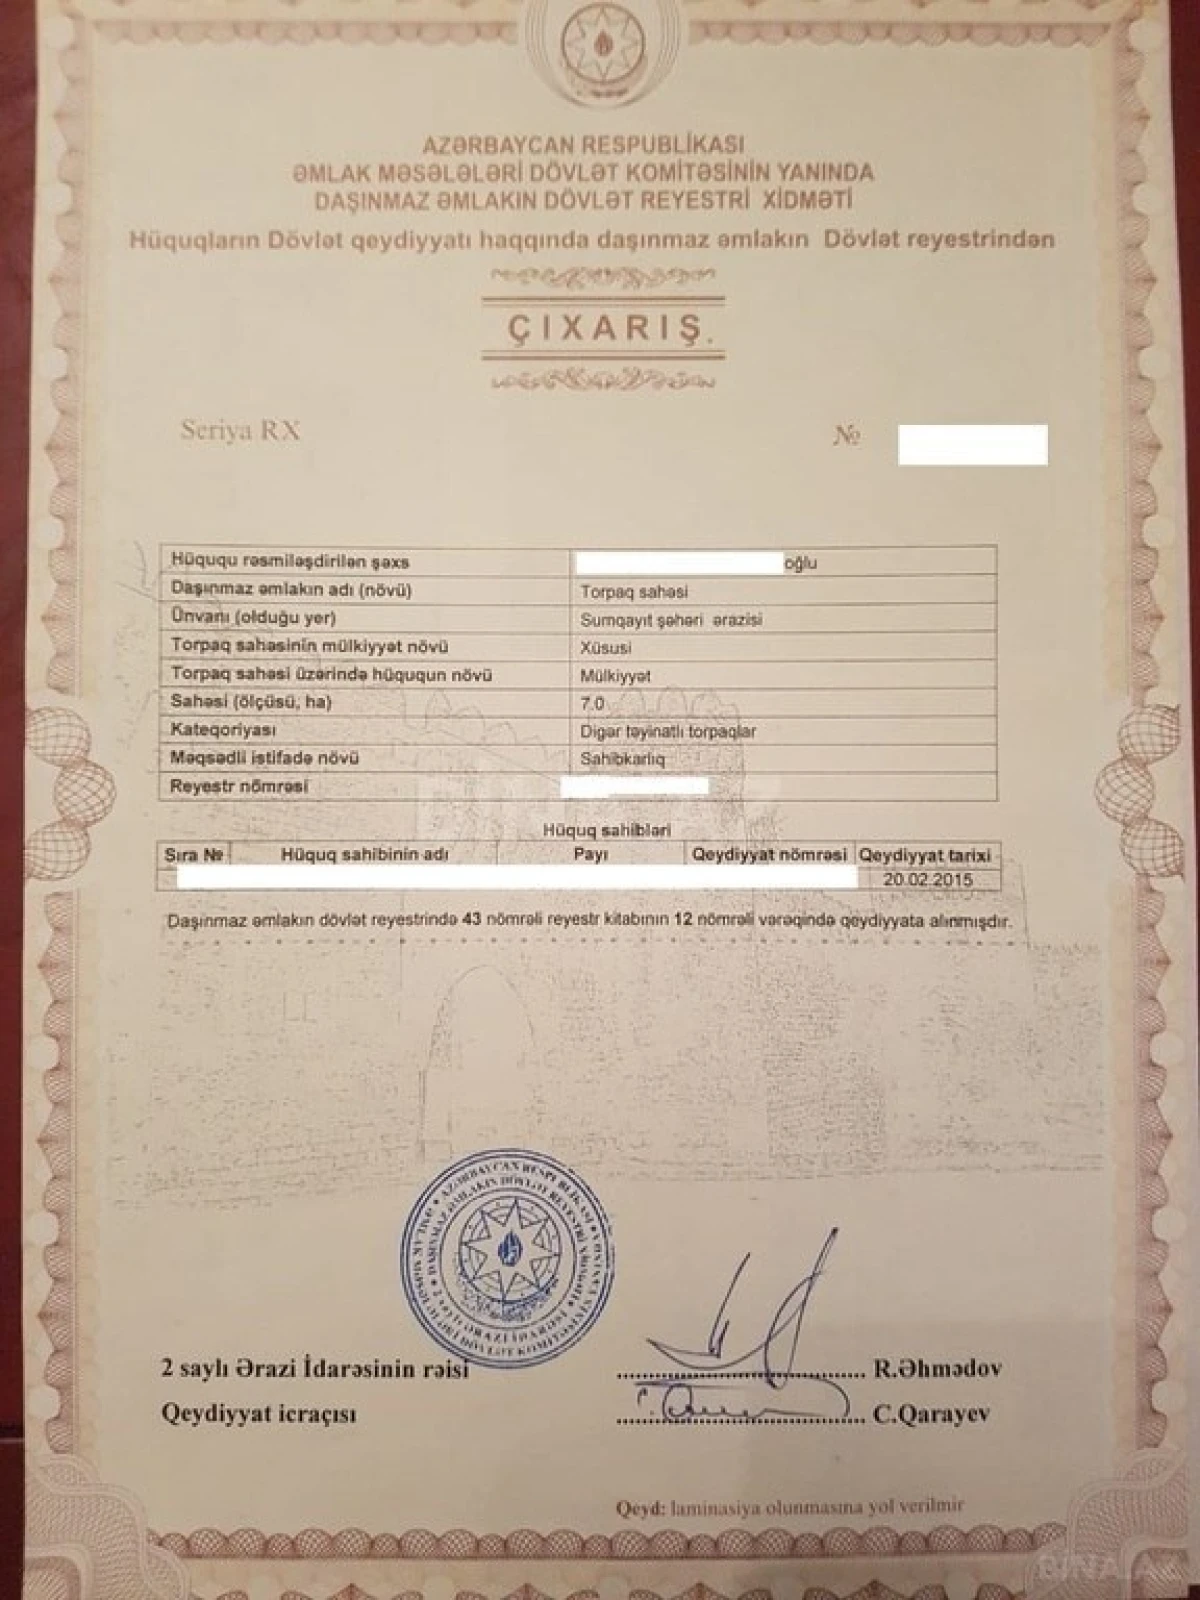 AZƏRBAYCAN RESPUBLİKASI
ƏMLAK MƏSƏLƏLƏRİ DÖVLƏT KOMİTƏSİNİN YANINDA
DAŞINMAZ ƏMLAKIN DÖVLƏT REYESTRİ XİDMƏTİ
Hüquqların Dövlət qeydiyyatı haqqında daşınmaz əmlakın Dövlət reyestrindən
ÇIXARIŞ.
Seriya RX №
Hüququ rəsmiləşdirilən şəxs oğlu
Daşınmaz əmlakın adı (növü) Torpaq sahəsi
Ünvanı (olduğu yer) Sumqayıt şəhəri ərazisi
Torpaq sahəsinin mülkiyyət növü Xüsusi
Torpaq sahəsi üzərində hüququn növü Mülkiyyət
Sahəsi (ölçüsü, ha) 7.0
Kateqoriyası Digər təyinatlı torpaqlar
Məqsədli istifadə növü Sahibkarlıq
Reyestr nömrəsi
Hüquq sahibləri
Sıra № Hüquq sahibinin adı Payı Qeydiyyat nömrəsi Qeydiyyat tarixi
20.02.2015
Daşınmaz əmlakın dövlət reyestrində 43 nömrəli reyestr kitabının 12 nömrəli vərəqində qeydiyyata alınmışdır.
2 saylı Ərazi İdarəsinin rəisi R.Əhmədov
Qeydiyyat icraçısı C.Qarayev
Qeyd: laminasiya olunmasına yol verilmir
BINA.AZ